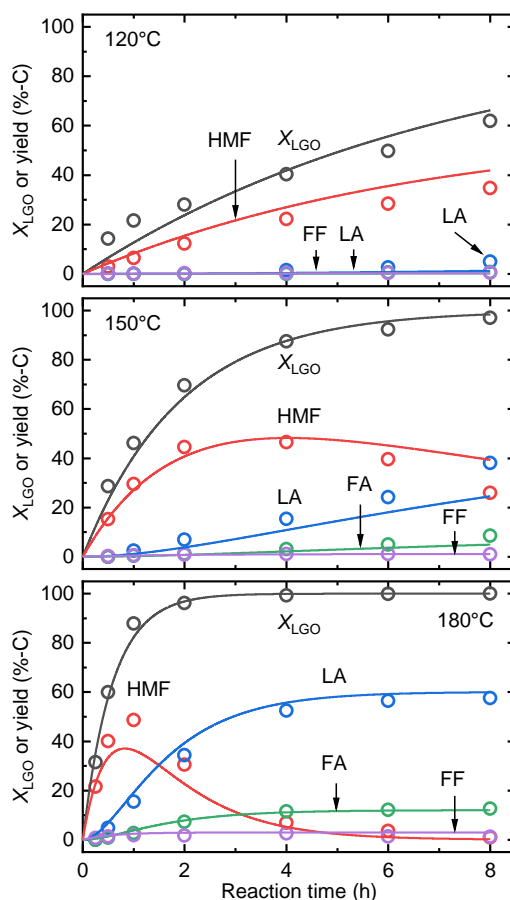 120°C
X_LGO or yield (%-C)
100
80
60
40
20
0
HMF
X_LGO
FF
LA
LA
150°C
X_LGO or yield (%-C)
100
80
60
40
20
0
X_LGO
HMF
LA
FA
FF
180°C
X_LGO or yield (%-C)
100
80
60
40
20
0
X_LGO
HMF
LA
FA
FF
0
2
4
6
8
Reaction time (h)